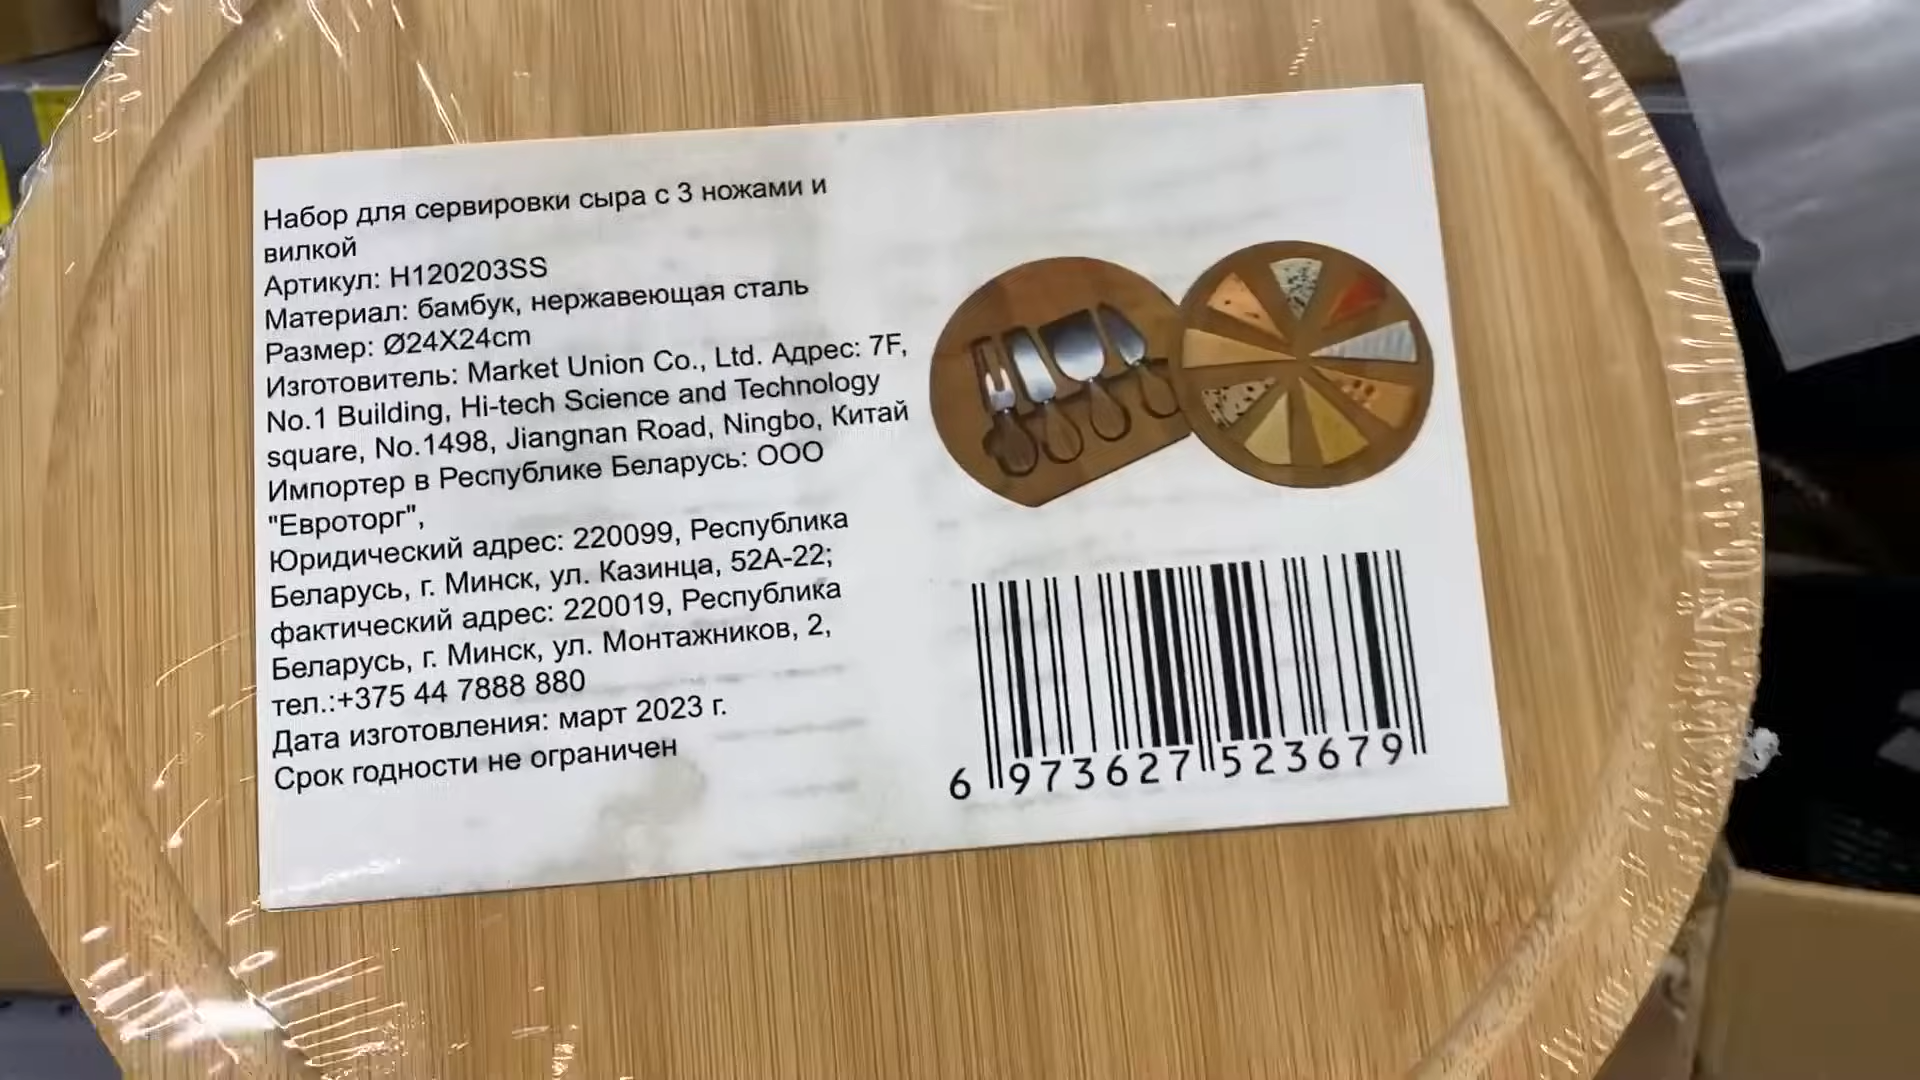 Набор для сервировки сыра с 3 ножами и
вилкой
Артикул: H120203SS
Материал: бамбук, нержавеющая сталь
Размер: Ø24X24cm
Изготовитель: Market Union Co., Ltd. Адрес: 7F,
No.1 Building, Hi-tech Science and Technology
square, No.1498, Jiangnan Road, Ningbo, Китай
Импортер в Республике Беларусь: ООО
"Евроторг",
Юридический адрес: 220099, Республика
Беларусь, г. Минск, ул. Казинца, 52А-22;
фактический адрес: 220019, Республика
Беларусь, г. Минск, ул. Монтажников, 2,
тел.:+375 44 7888 880
Дата изготовления: март 2023 г.
Срок годности не ограничен
6 973627 523679